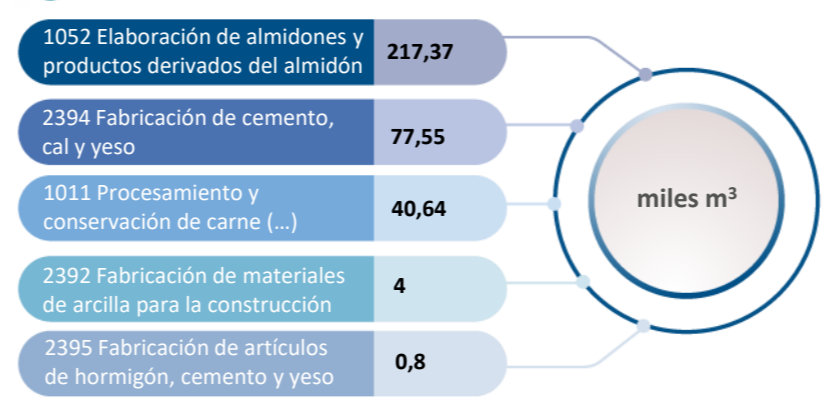 1052 Elaboración de almidones y
productos derivados del almidón
217,37
2394 Fabricación de cemento,
cal y yeso
77,55
1011 Procesamiento y
conservación de carne (...)
40,64
2392 Fabricación de materiales
de arcilla para la construcción
4
2395 Fabricación de artículos
de hormigón, cemento y yeso
0,8
miles m³